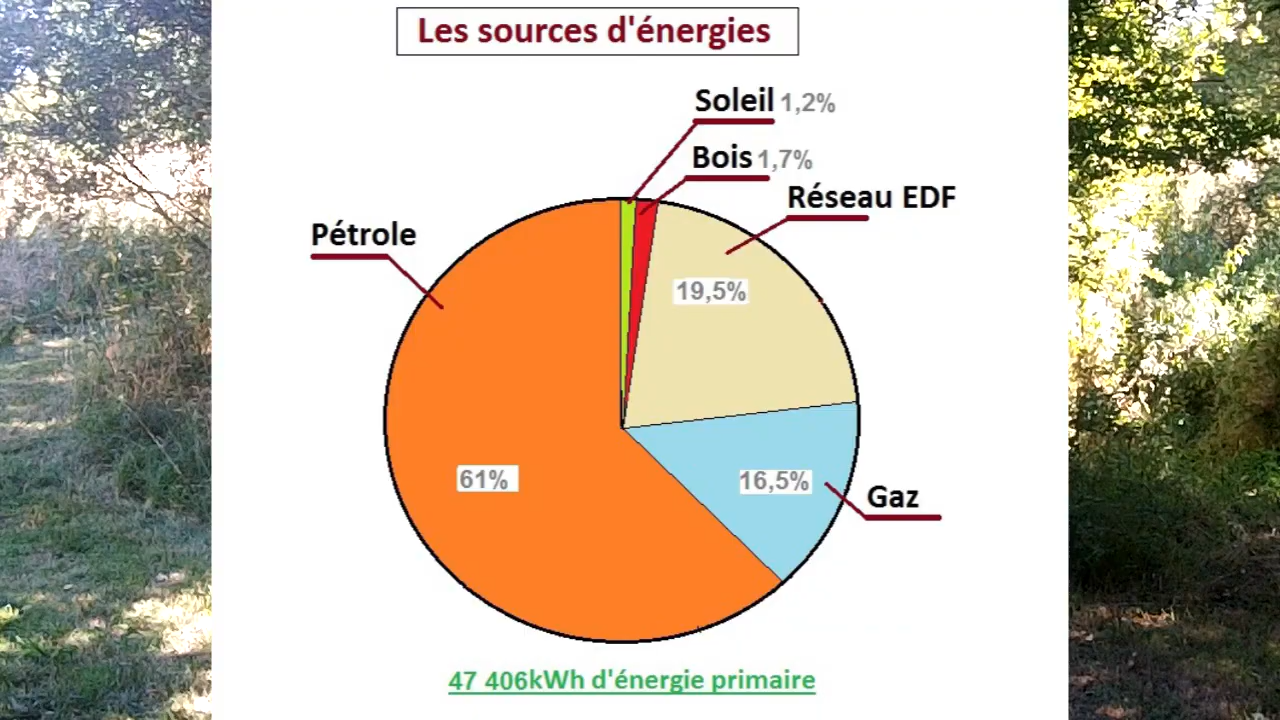 Les sources d'énergies
Soleil 1,2%
Bois 1,7%
Réseau EDF
Pétrole
19,5%
61%
16,5%
Gaz
47 406kWh d'énergie primaire